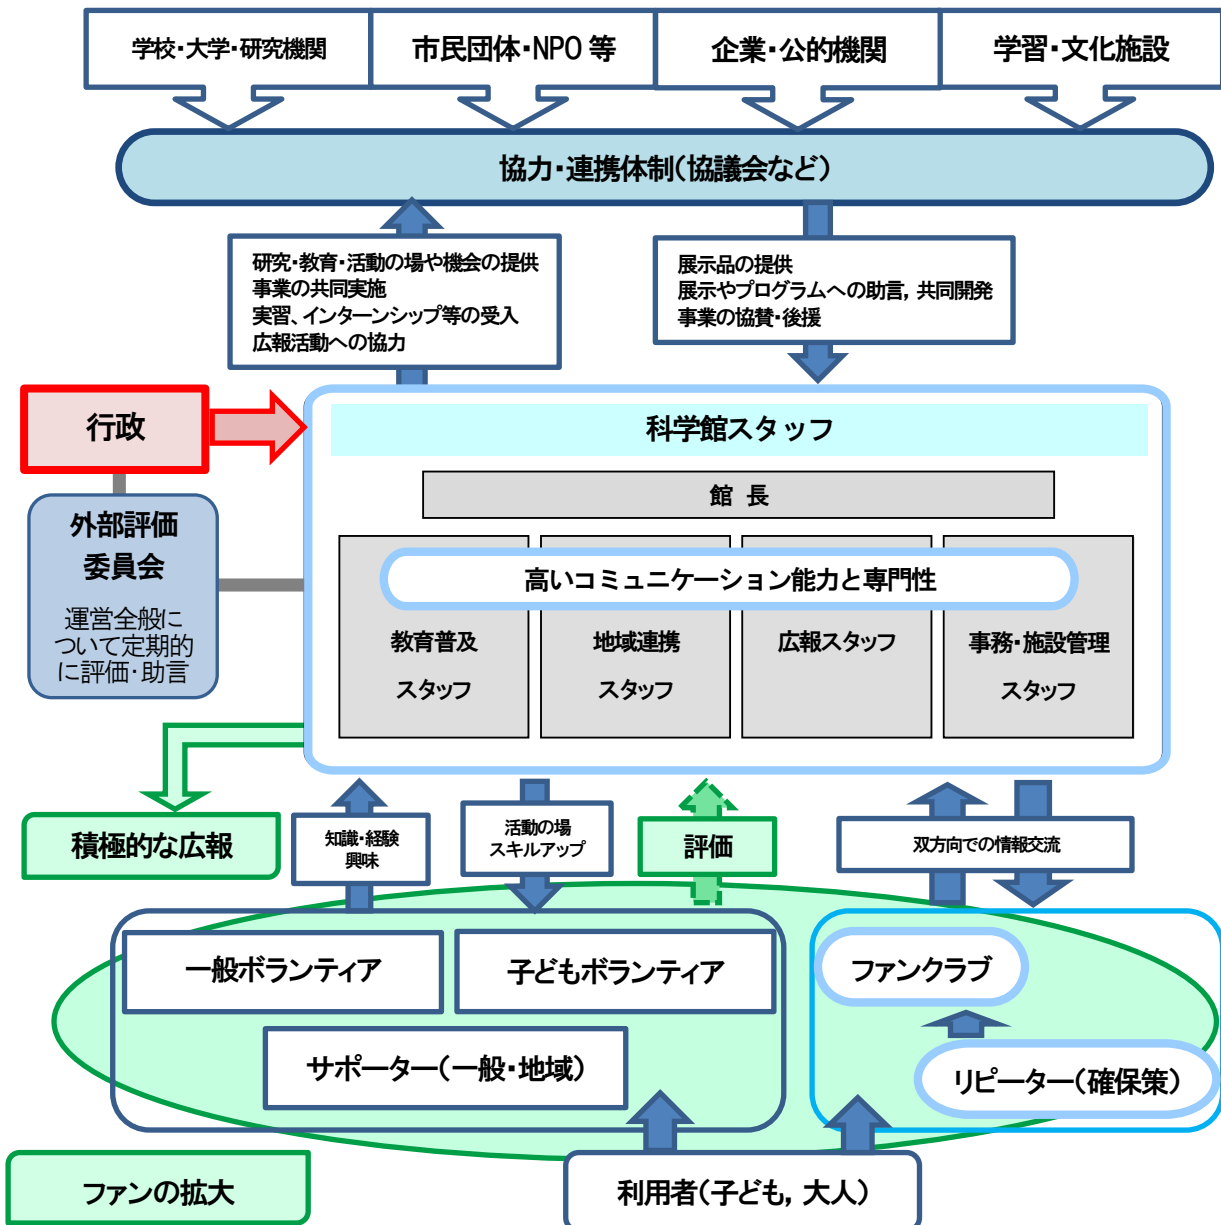 学校・大学・研究機関
市民団体・NPO 等
企業・公的機関
学習・文化施設
協力・連携体制(協議会など)
研究・教育・活動の場や機会の提供
事業の共同実施
実習、インターンシップ等の受入
広報活動への協力
展示品の提供
展示やプログラムへの助言，共同開発
事業の協賛・後援
行政
科学館スタッフ
館 長
外部評価
委員会
運営全般に
ついて定期的
に評価・助言
高いコミュニケーション能力と専門性
教育普及
スタッフ
地域連携
スタッフ
広報スタッフ
事務・施設管理
スタッフ
積極的な広報
知識・経験
興味
活動の場
スキルアップ
評価
双方向での情報交流
一般ボランティア
子どもボランティア
サポーター(一般・地域)
ファンクラブ
リピーター(確保策)
ファンの拡大
利用者(子ども，大人)